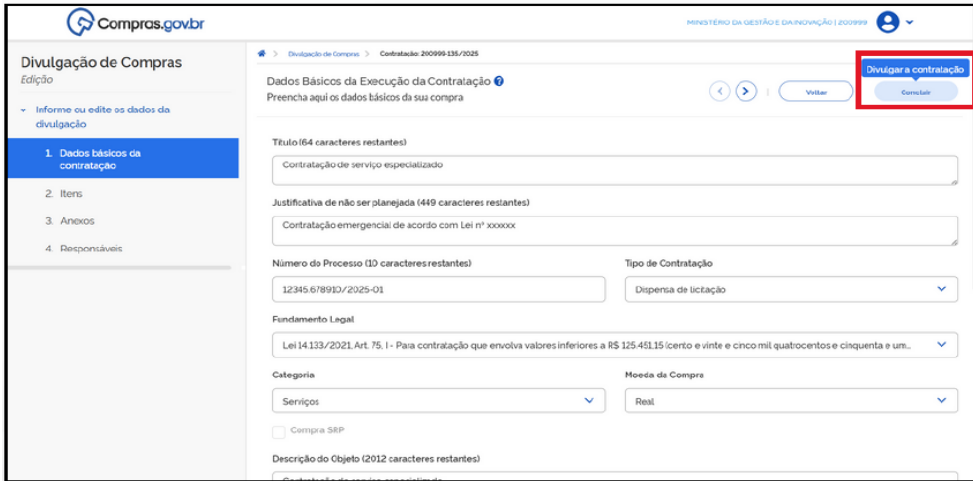 Compras.gov.br
MINISTÉRIO DA GESTÃO E DA INOVAÇÃO | 200999
Divulgação de Compras
Edição
Informe ou edite os dados da
divulgação
1. Dados básicos da
contratação
2. Itens
3. Anexos
4. Responsáveis
Divulgação de Compras > Contratação: 200999-135/2025
Dados Básicos da Execução da Contratação
Preencha aqui os dados básicos da sua compra
Voltar
Divulgar a contratação
Concluir
Título (64 caracteres restantes)
Contratação de serviço especializado
Justificativa de não ser planejada (449 caracteres restantes)
Contratação emergencial de acordo com Lei nº xxxxxx
Número do Processo (10 caracteres restantes)
Tipo de Contratação
12345.678910/2025-01
Dispensa de licitação
Fundamento Legal
Lei 14.133/2021, Art. 75, I - Para contratação que envolva valores inferiores a R$ 125.451,15 (cento e vinte e cinco mil quatrocentos e cinquenta e um...
Categoria
Moeda da Compra
Serviços
Real
Compra SRP
Descrição do Objeto (2012 caracteres restantes)
Contratação de serviço especializado